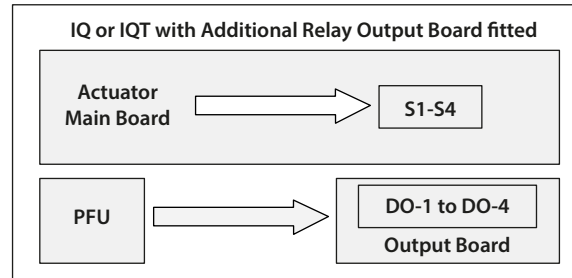 IQ or IQT with Additional Relay Output Board fitted
Actuator
Main Board
S1-S4
PFU
DO-1 to DO-4
Output Board